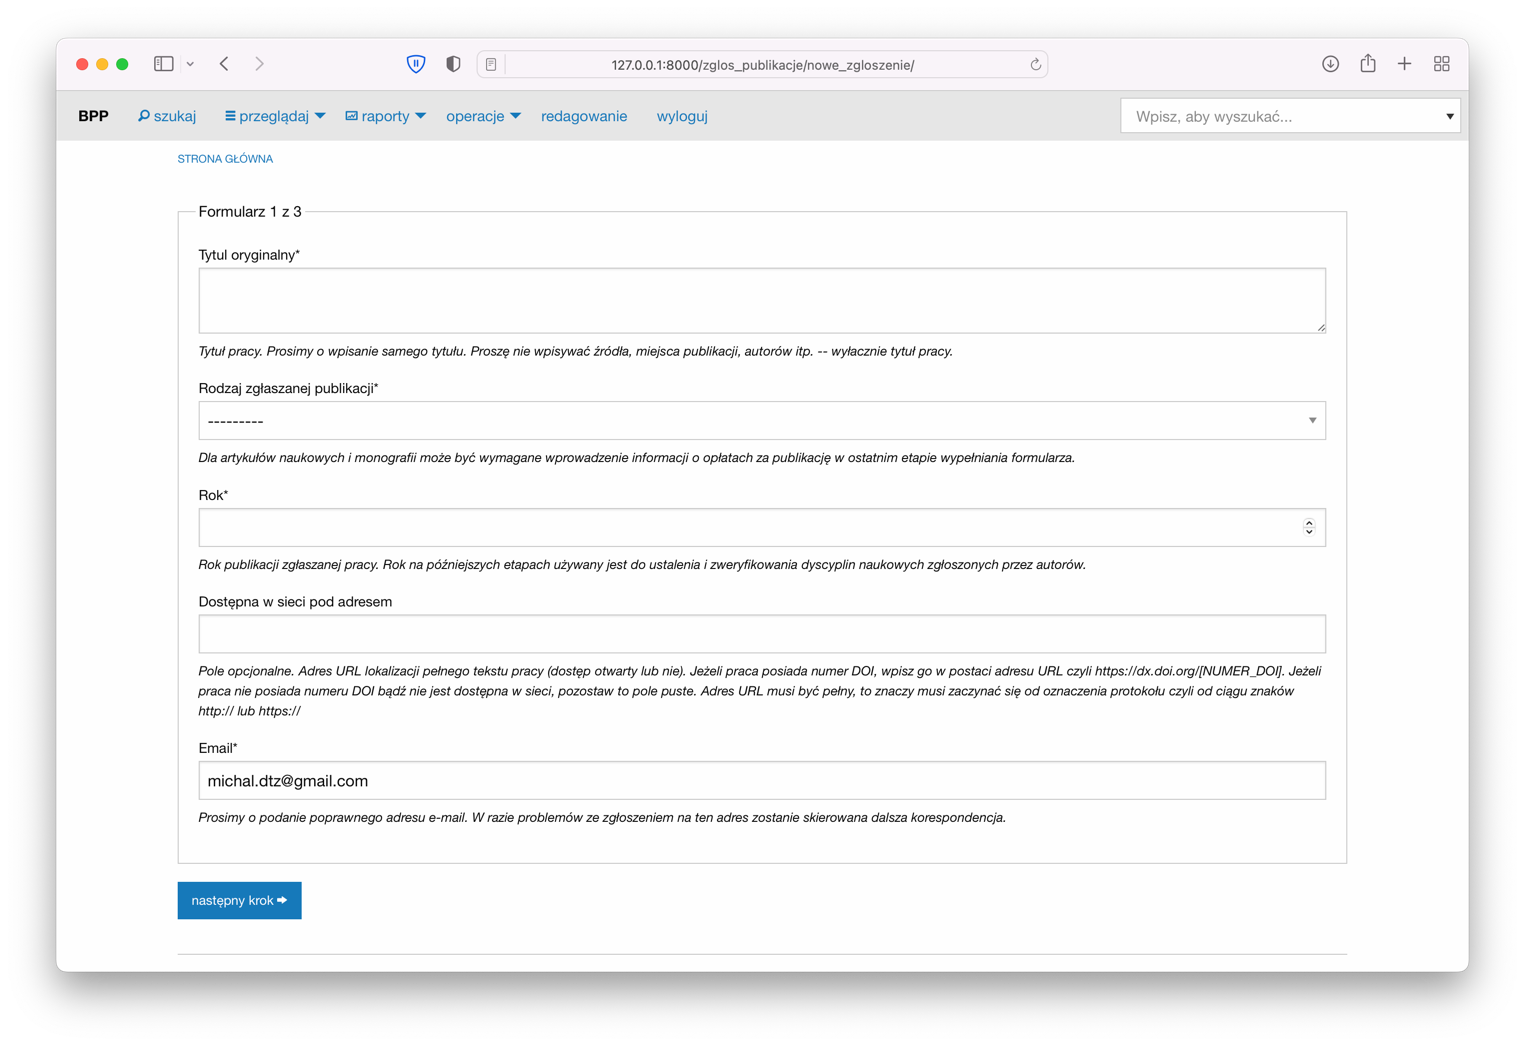 127.0.0.1:8000/zglos_publikacje/nowe_zgloszenie/
BPP szukaj przeglądaj raporty operacje redagowanie wyloguj Wpisz, aby wyszukać...
STRONA GŁÓWNA
Formularz 1 z 3
Tytul oryginalny*
Tytuł pracy. Prosimy o wpisanie samego tytułu. Proszę nie wpisywać źródła, miejsca publikacji, autorów itp. -- wyłacznie tytuł pracy.
Rodzaj zgłaszanej publikacji*
---------
Dla artykułów naukowych i monografii może być wymagane wprowadzenie informacji o opłatach za publikację w ostatnim etapie wypełniania formularza.
Rok*
Rok publikacji zgłaszanej pracy. Rok na późniejszych etapach używany jest do ustalenia i zweryfikowania dyscyplin naukowych zgłoszonych przez autorów.
Dostępna w sieci pod adresem
Pole opcjonalne. Adres URL lokalizacji pełnego tekstu pracy (dostęp otwarty lub nie). Jeżeli praca posiada numer DOI, wpisz go w postaci adresu URL czyli https://dx.doi.org/[NUMER_DOI]. Jeżeli
praca nie posiada numeru DOI bądź nie jest dostępna w sieci, pozostaw to pole puste. Adres URL musi być pełny, to znaczy musi zaczynać się od oznaczenia protokołu czyli od ciągu znaków
http:// lub https://
Email*
michal.dtz@gmail.com
Prosimy o podanie poprawnego adresu e-mail. W razie problemów ze zgłoszeniem na ten adres zostanie skierowana dalsza korespondencja.
następny krok